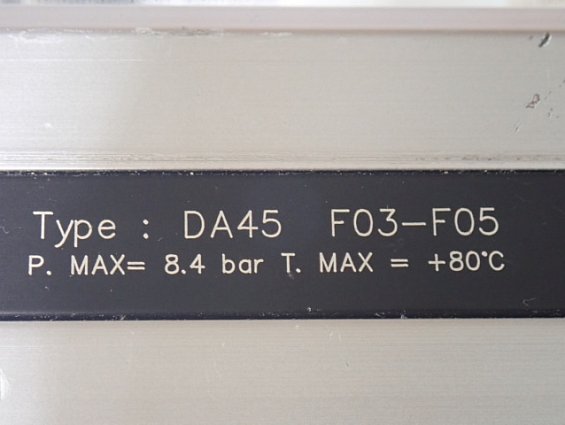 Type : DA45 F03-F05
P. MAX= 8.4 bar T. MAX = +80°C